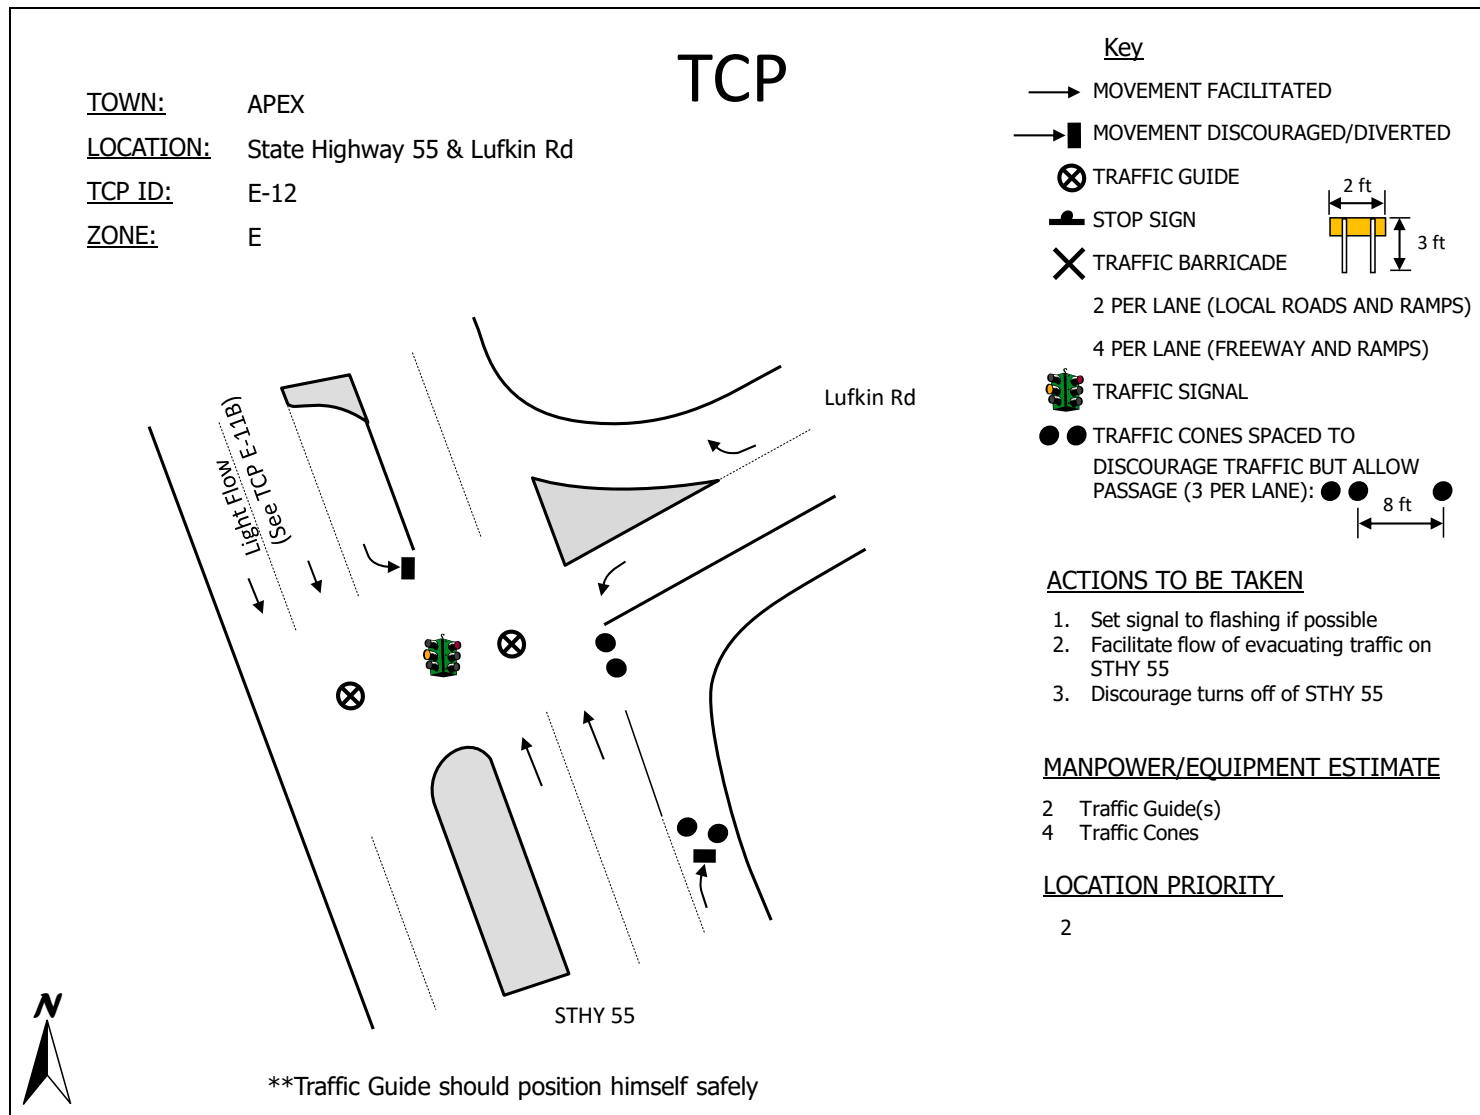 TCP
TOWN: APEX
LOCATION: State Highway 55 & Lufkin Rd
TCP ID: E-12
ZONE: E
Key
MOVEMENT FACILITATED
MOVEMENT DISCOURAGED/DIVERTED
TRAFFIC GUIDE
STOP SIGN
TRAFFIC BARRICADE
2 ft
3 ft
2 PER LANE (LOCAL ROADS AND RAMPS)
4 PER LANE (FREEWAY AND RAMPS)
TRAFFIC SIGNAL
TRAFFIC CONES SPACED TO
DISCOURAGE TRAFFIC BUT ALLOW
PASSAGE (3 PER LANE):
8 ft
Lufkin Rd
Light Flow
(See TCP E-11B)
STHY 55
ACTIONS TO BE TAKEN
1. Set signal to flashing if possible
2. Facilitate flow of evacuating traffic on
STHY 55
3. Discourage turns off of STHY 55
MANPOWER/EQUIPMENT ESTIMATE
2 Traffic Guide(s)
4 Traffic Cones
LOCATION PRIORITY
2
N
**Traffic Guide should position himself safely